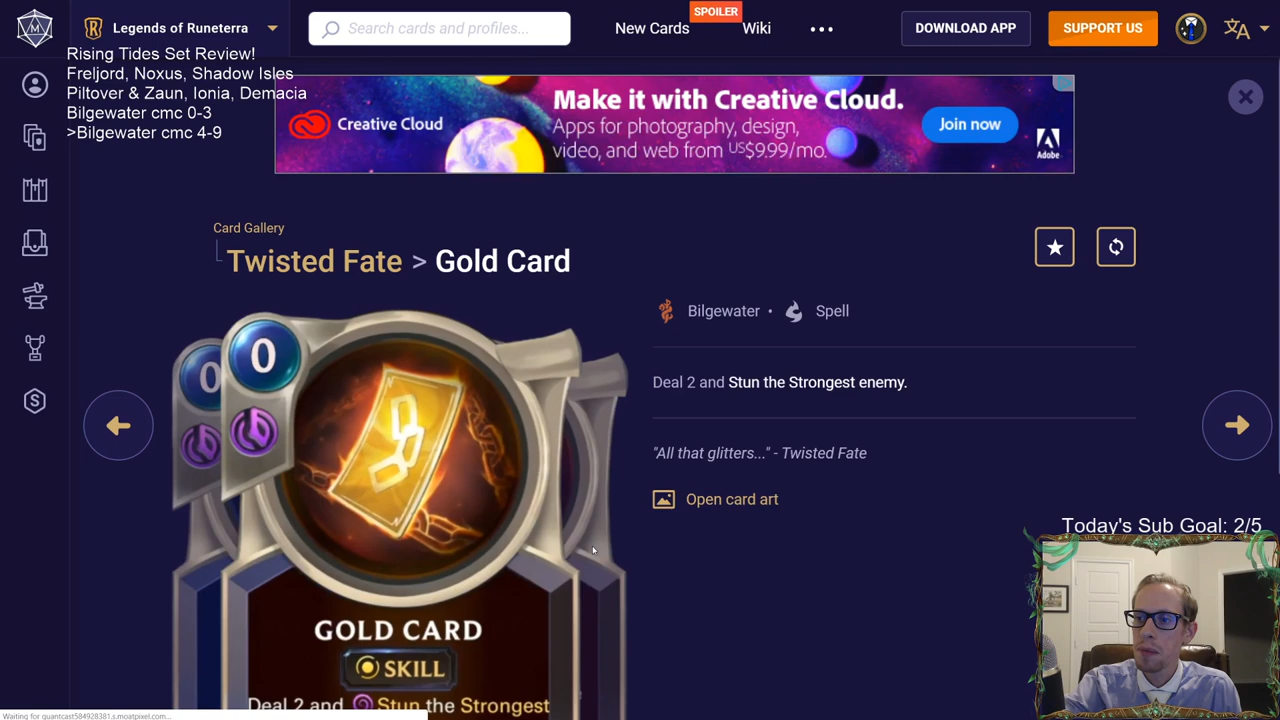 Legends of Runeterra
Search cards and profiles...
New Cards
SPOILER
Wiki
DOWNLOAD APP
SUPPORT US
Rising Tides Set Review!
Freljord, Noxus, Shadow Isles
Piltover & Zaun, Ionia, Demacia
Bilgewater cmc 0-3
>Bilgewater cmc 4-9
Creative Cloud
Make it with Creative Cloud.
Apps for photography, design,
video, and web from US$9.99/mo.
Join now
Adobe
Card Gallery
Twisted Fate > Gold Card
Bilgewater • Spell
Deal 2 and Stun the Strongest enemy.
"All that glitters..." - Twisted Fate
Open card art
0
0
GOLD CARD
SKILL
Deal 2 and Stun the Strongest
Today's Sub Goal: 2/5
Waiting for quantcast584928381.s.moatpixel.com...